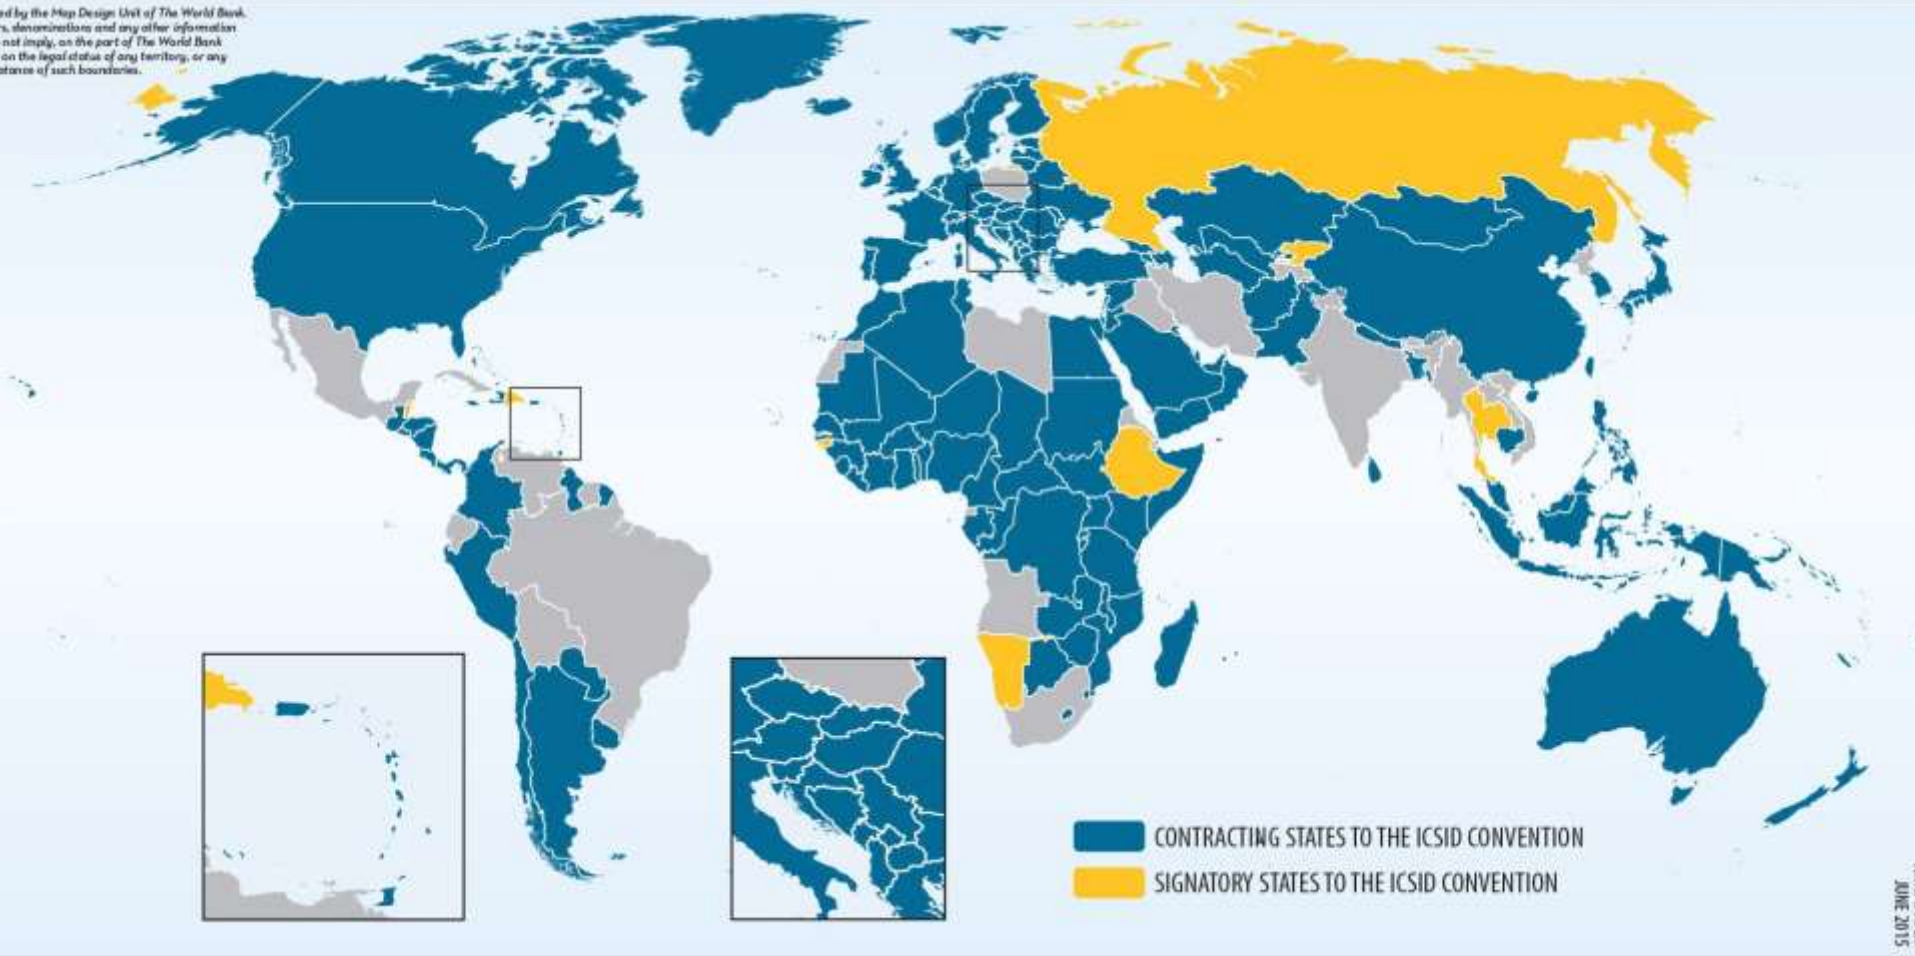 ed by the Map Design Unit of The World Bank.
s, denominations and any other information
not imply, on the part of The World Bank
on the legal status of any territory, or any
ptance of such boundaries.
CONTRACTING STATES TO THE ICSID CONVENTION
SIGNATORY STATES TO THE ICSID CONVENTION
JUNE 2015